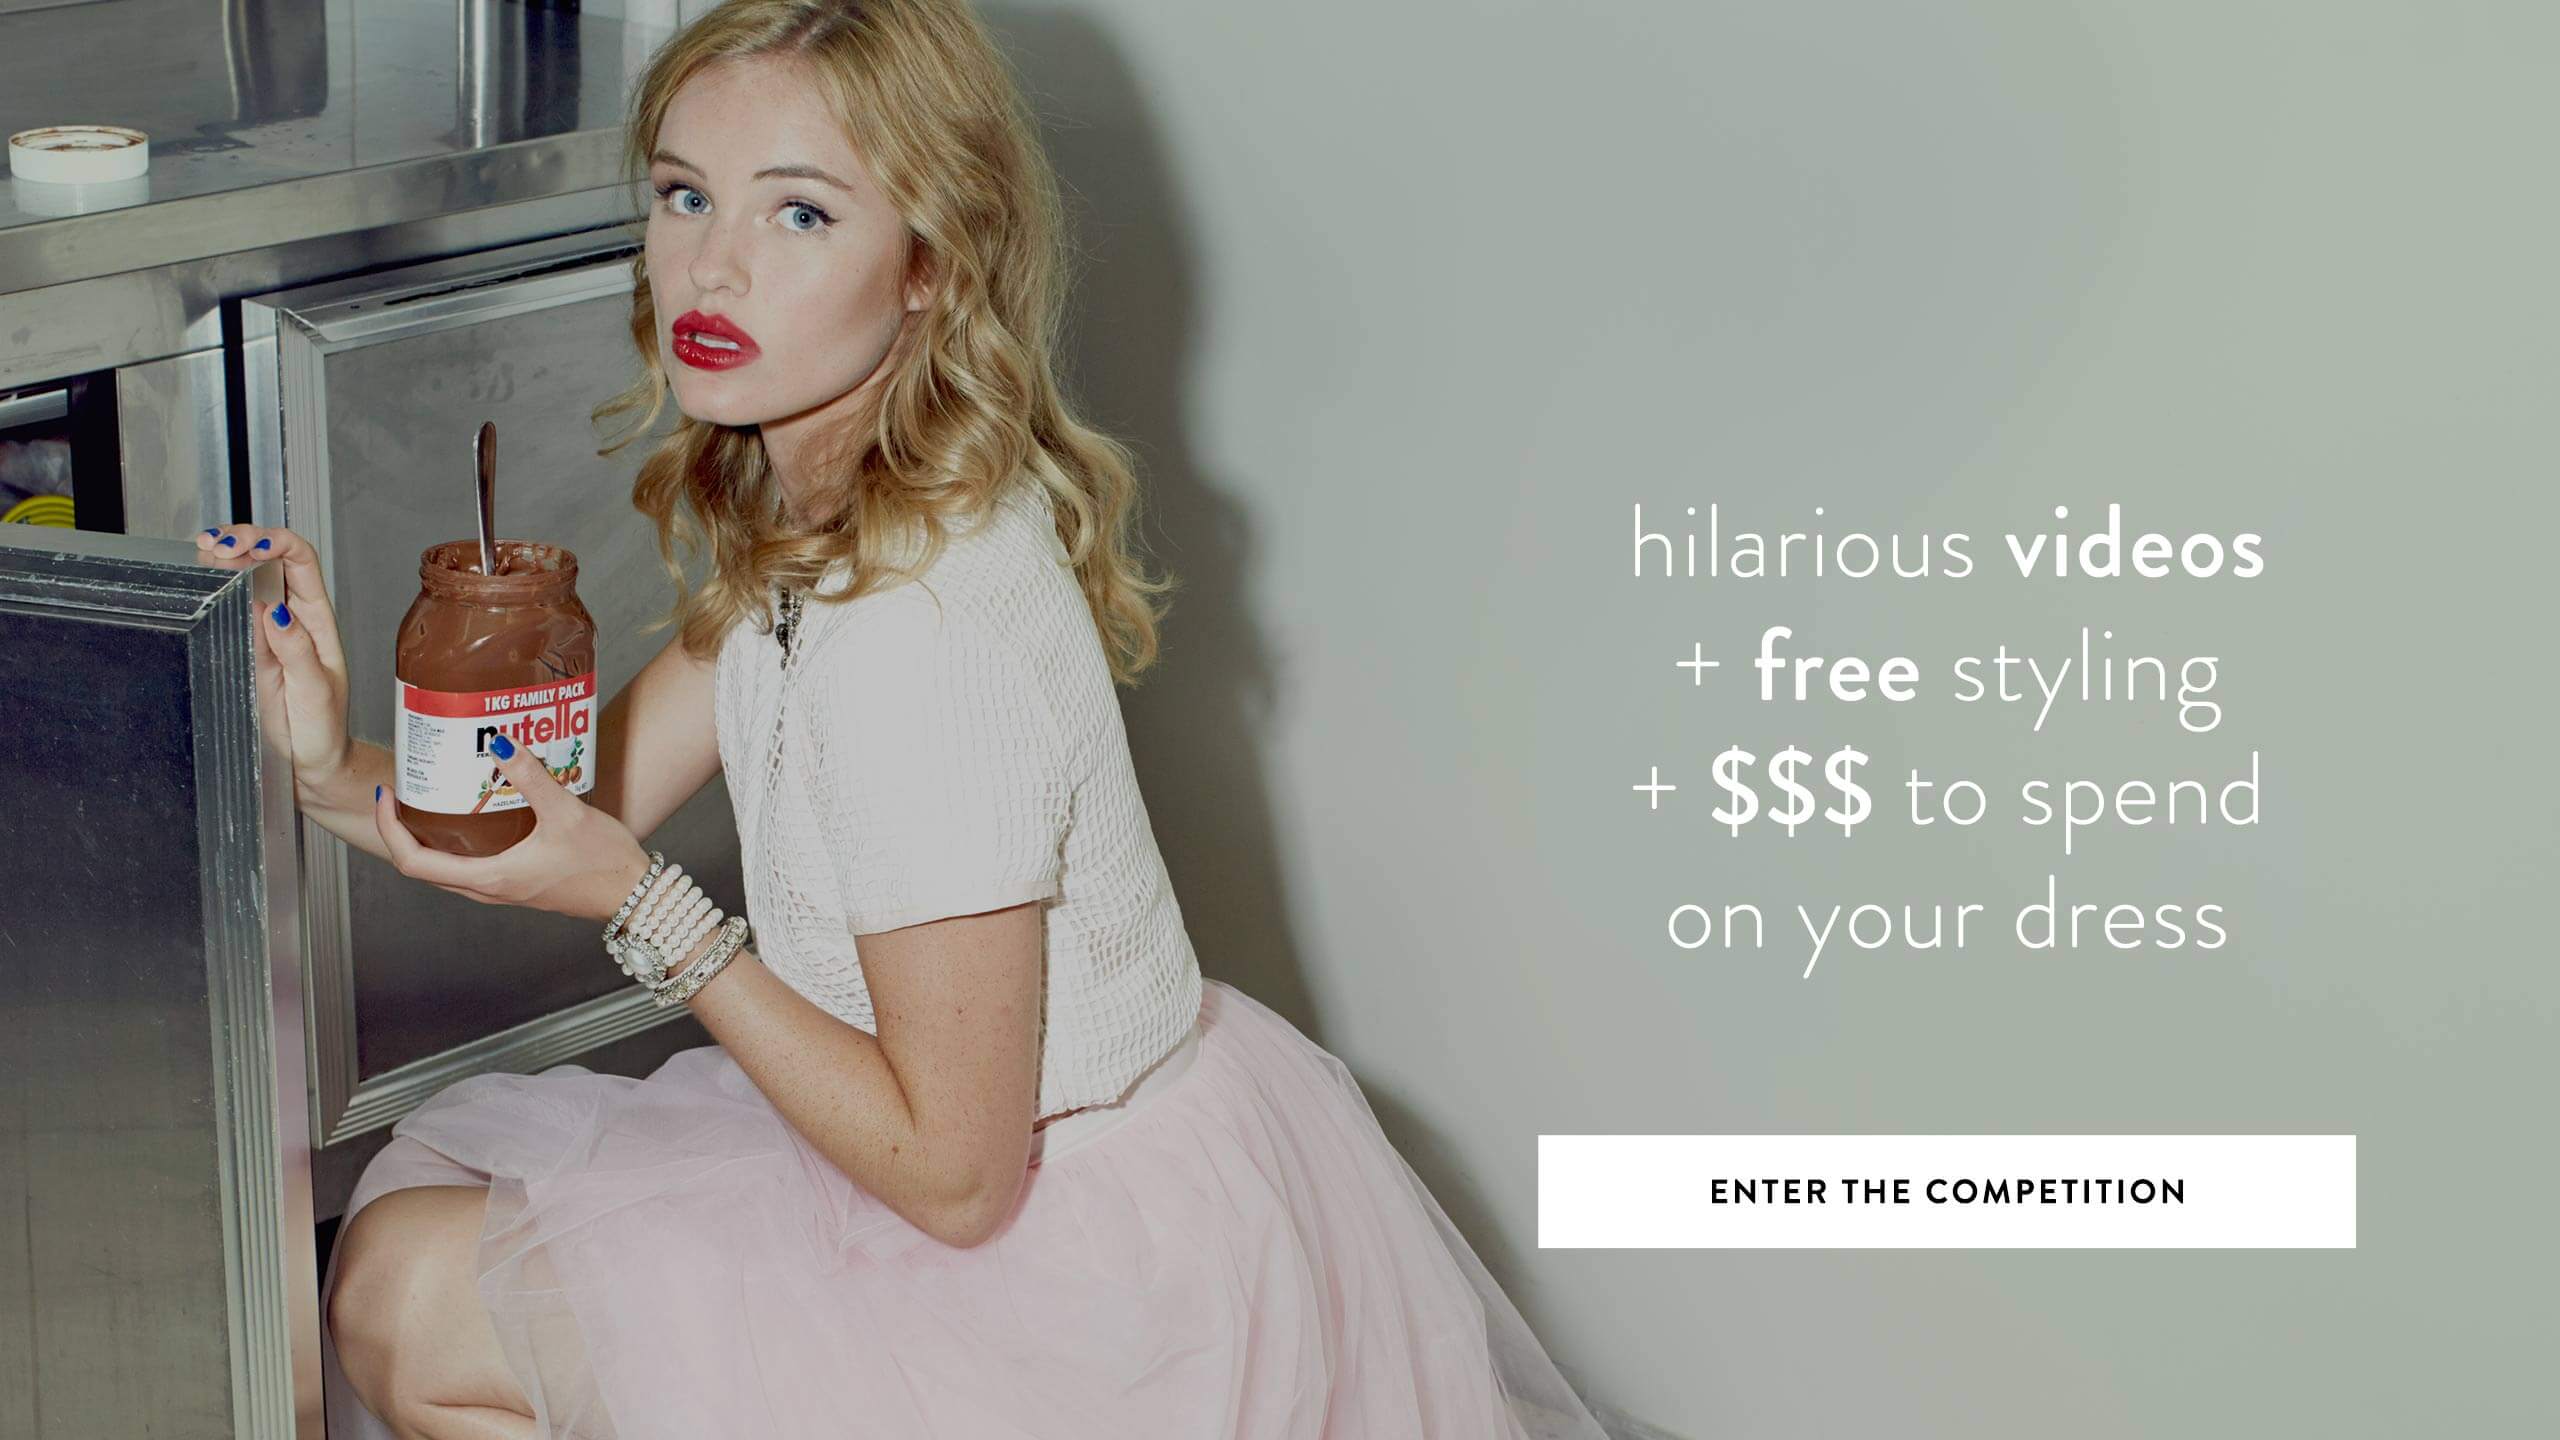 1KG FAMILY PACK
nutella
hilarious videos
+ free styling
+ $$$ to spend
on your dress
ENTER THE COMPETITION